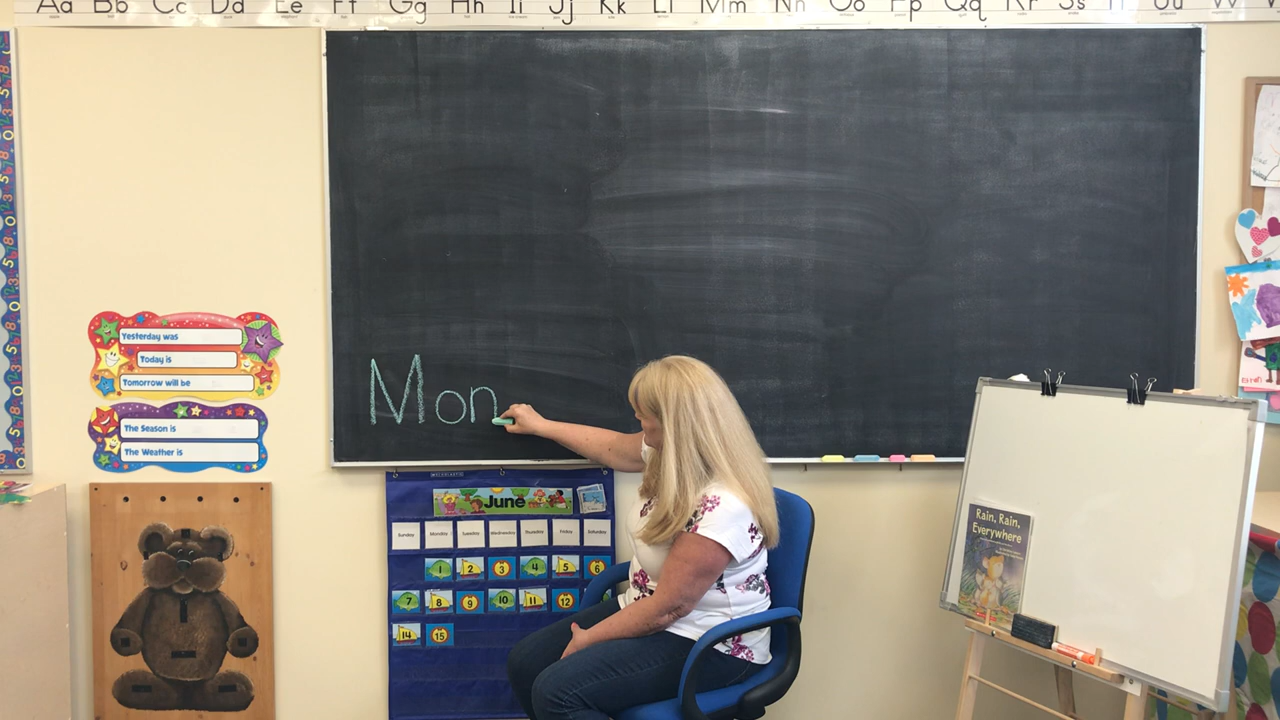 Aa Bb Cc Dd Ee Ff Gg Hh Ii Jj Kk Ll Mm Nn Oo Pp Qq Rr Ss Tt Uu
Yesterday was
Today is
Tomorrow will be
The Season is
The Weather is
Mon
SCHOLASTIC
June
Sunday Monday Tuesday Wednesday Thursday Friday Saturday
1 2 3 4 5 6
7 8 9 10 11 12
14 15
Rain, Rain,
Everywhere